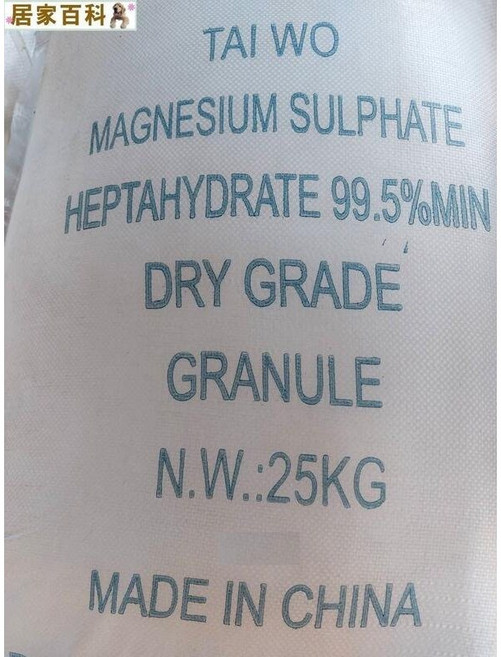 居家百科
TAI WO
MAGNESIUM SULPHATE
HEPTAHYDRATE 99.5%MIN
DRY GRADE
GRANULE
N.W.:25KG
MADE IN CHINA